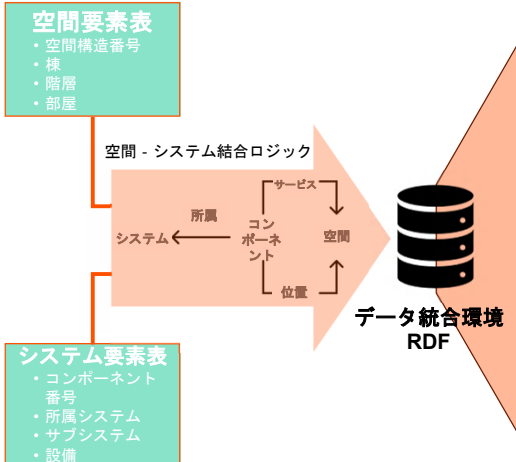 空間要素表
• 空間構造番号
• 棟
• 階層
• 部屋
空間 - システム結合ロジック
サービス
所属
システム
コン
ポーネ
ント
空間
位置
データ統合環境
RDF
システム要素表
• コンポーネント
番号
• 所属システム
• サブシステム
• 設備